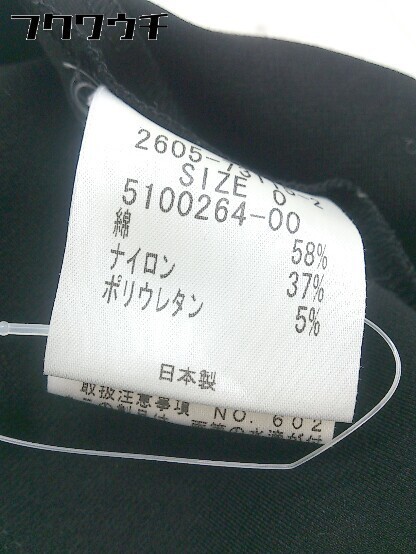 フクワウチ
SIZE 0
5100264-00
綿 58%
ナイロン 37%
ポリウレタン 5%
日本製
取扱注意事項 NO. 602